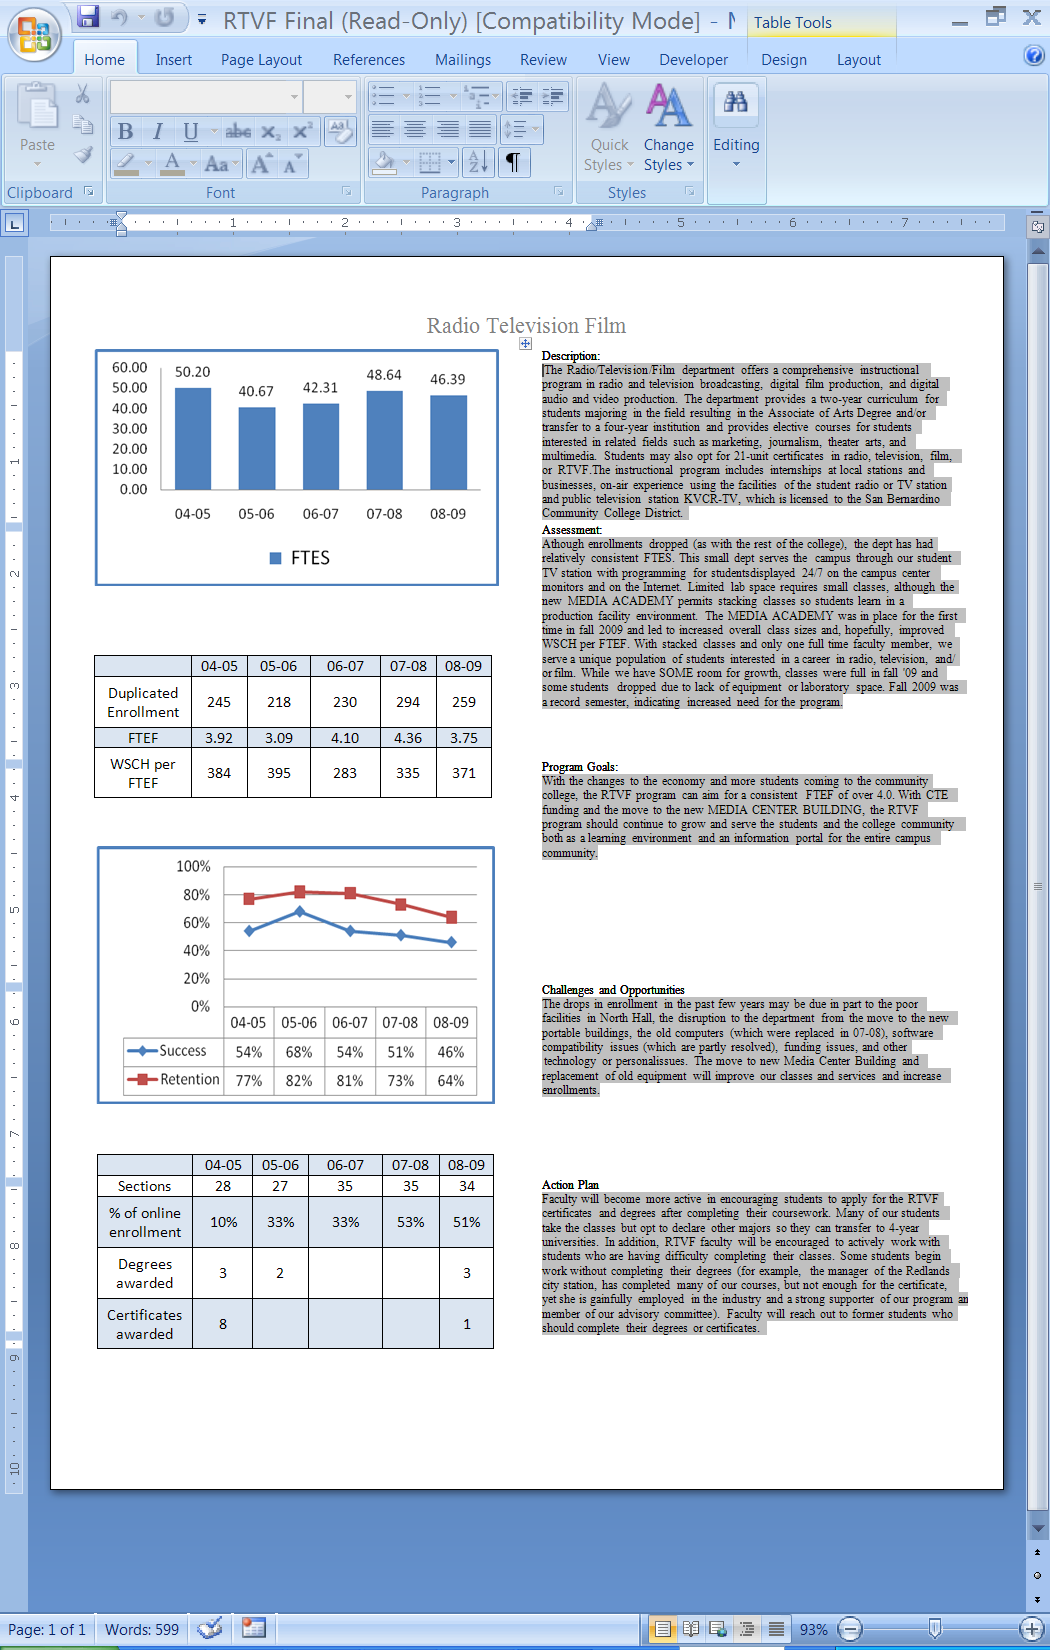 RTVF Final (Read-Only) [Compatibility Mode] -
Table Tools
Home Insert Page Layout References Mailings Review View Developer Design Layout
Paste
B I U abe x₂ x²
Aa A A
A Z
¶
Quick Styles
Change Styles
Editing
Clipboard Font Paragraph Styles
L
1 2 3 4 5 6 7
Radio Television Film
60.00
50.00
40.00
30.00
20.00
10.00
0.00
50.20 40.67 42.31 48.64 46.39
04-05 05-06 06-07 07-08 08-09
FTES
04-05 05-06 06-07 07-08 08-09
Duplicated Enrollment 245 218 230 294 259
FTEF 3.92 3.09 4.10 4.36 3.75
WSCH per FTEF 384 395 283 335 371
100%
80%
60%
40%
20%
0%
04-05 05-06 06-07 07-08 08-09
Success 54% 68% 54% 51% 46%
Retention 77% 82% 81% 73% 64%
04-05 05-06 06-07 07-08 08-09
Sections 28 27 35 35 34
% of online enrollment 10% 33% 33% 53% 51%
Degrees awarded 3 2 3
Certificates awarded 8 1
Description:
The Radio/Television/Film department offers a comprehensive instructional
program in radio and television broadcasting, digital film production, and digital
audio and video production. The department provides a two-year curriculum for
students majoring in the field resulting in the Associate of Arts Degree and/or
transfer to a four-year institution and provides elective courses for students
interested in related fields such as marketing, journalism, theater arts, and
multimedia. Students may also opt for 21-unit certificates in radio, television, film,
or RTVF.The instructional program includes internships at local stations and
businesses, on-air experience using the facilities of the student radio or TV station
and public television station KVCR-TV, which is licensed to the San Bernardino
Community College District.
Assessment:
Athough enrollments dropped (as with the rest of the college), the dept has had
relatively consistent FTES. This small dept serves the campus through our student
TV station with programming for studentsdisplayed 24/7 on the campus center
monitors and on the Internet. Limited lab space requires small classes, although the
new MEDIA ACADEMY permits stacking classes so students learn in a
production facility environment. The MEDIA ACADEMY was in place for the first
time in fall 2009 and led to increased overall class sizes and, hopefully, improved
WSCH per FTEF. With stacked classes and only one full time faculty member, we
serve a unique population of students interested in a career in radio, television, and/
or film. While we have SOME room for growth, classes were full in fall '09 and
some students dropped due to lack of equipment or laboratory space. Fall 2009 was
a record semester, indicating increased need for the program.
Program Goals:
With the changes to the economy and more students coming to the community
college, the RTVF program can aim for a consistent FTEF of over 4.0. With CTE
funding and the move to the new MEDIA CENTER BUILDING, the RTVF
program should continue to grow and serve the students and the college community
both as a learning environment and an information portal for the entire campus
community.
Challenges and Opportunities
The drops in enrollment in the past few years may be due in part to the poor
facilities in North Hall, the disruption to the department from the move to the new
portable buildings, the old computers (which were replaced in 07-08), software
compatibility issues (which are partly resolved), funding issues, and other
technology or personalissues. The move to new Media Center Building and
replacement of old equipment will improve our classes and services and increase
enrollments.
Action Plan
Faculty will become more active in encouraging students to apply for the RTVF
certificates and degrees after completing their coursework. Many of our students
take the classes but opt to declare other majors so they can transfer to 4-year
universities. In addition, RTVF faculty will be encouraged to actively work with
students who are having difficulty completing their classes. Some students begin
work without completing their degrees (for example, the manager of the Redlands
city station, has completed many of our courses, but not enough for the certificate,
yet she is gainfully employed in the industry and a strong supporter of our program an
member of our advisory committee). Faculty will reach out to former students who
should complete their degrees or certificates.
1 2 3 4 5 6 7 8 9 10
Page: 1 of 1 Words: 599 93%